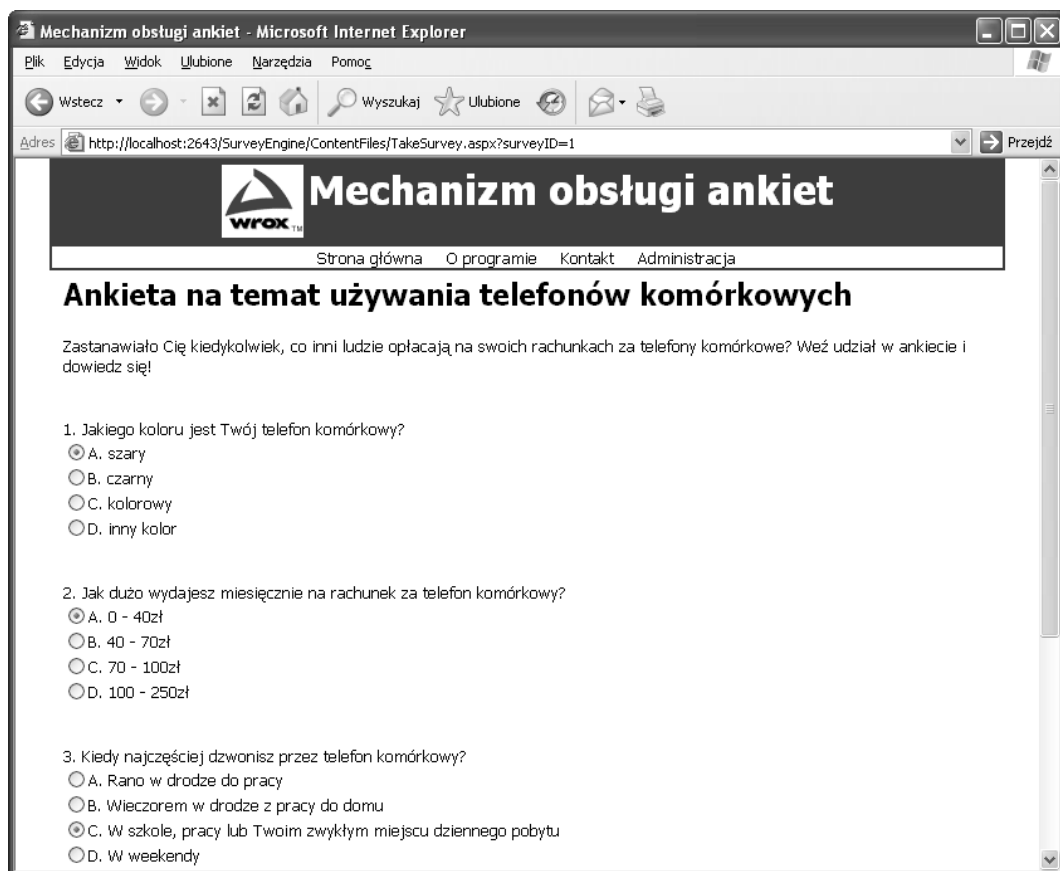 Mechanizm obsługi ankiet - Microsoft Internet Explorer
Plik Edycja Widok Ulubione Narzędzia Pomoc
Wstecz Wyszukaj Ulubione
Adres http://localhost:2643/SurveyEngine/ContentFiles/TakeSurvey.aspx?surveyID=1 Przejdź
wrox TM Mechanizm obsługi ankiet
Strona główna O programie Kontakt Administracja
Ankieta na temat używania telefonów komórkowych
Zastanawiało Cię kiedykolwiek, co inni ludzie opłacają na swoich rachunkach za telefony komórkowe? Weź udział w ankiecie i
dowiedz się!
1. Jakiego koloru jest Twój telefon komórkowy?
A. szary
B. czarny
C. kolorowy
D. inny kolor
2. Jak dużo wydajesz miesięcznie na rachunek za telefon komórkowy?
A. 0 - 40zł
B. 40 - 70zł
C. 70 - 100zł
D. 100 - 250zł
3. Kiedy najczęściej dzwonisz przez telefon komórkowy?
A. Rano w drodze do pracy
B. Wieczorem w drodze z pracy do domu
C. W szkole, pracy lub Twoim zwykłym miejscu dziennego pobytu
D. W weekendy